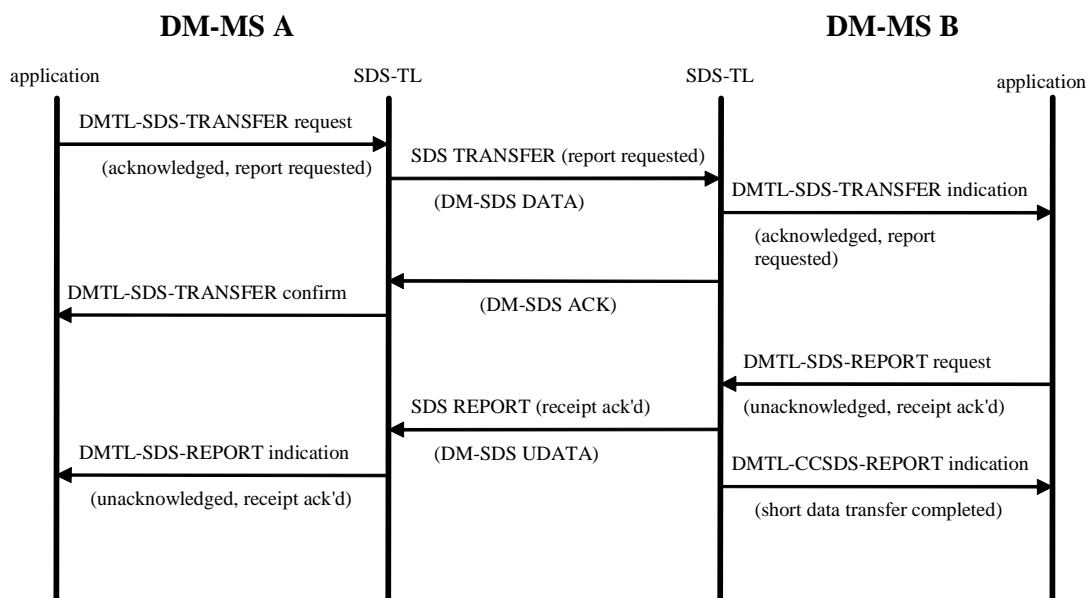 DM-MS A
DM-MS B
application
SDS-TL
SDS-TL
application
DMTL-SDS-TRANSFER request
(acknowledged, report requested)
SDS TRANSFER (report requested)
(DM-SDS DATA)
DMTL-SDS-TRANSFER indication
(acknowledged, report
requested)
DMTL-SDS-TRANSFER confirm
(DM-SDS ACK)
DMTL-SDS-REPORT request
(unacknowledged, receipt ack'd)
SDS REPORT (receipt ack'd)
(DM-SDS UDATA)
DMTL-SDS-REPORT indication
(unacknowledged, receipt ack'd)
DMTL-CCSDS-REPORT indication
(short data transfer completed)